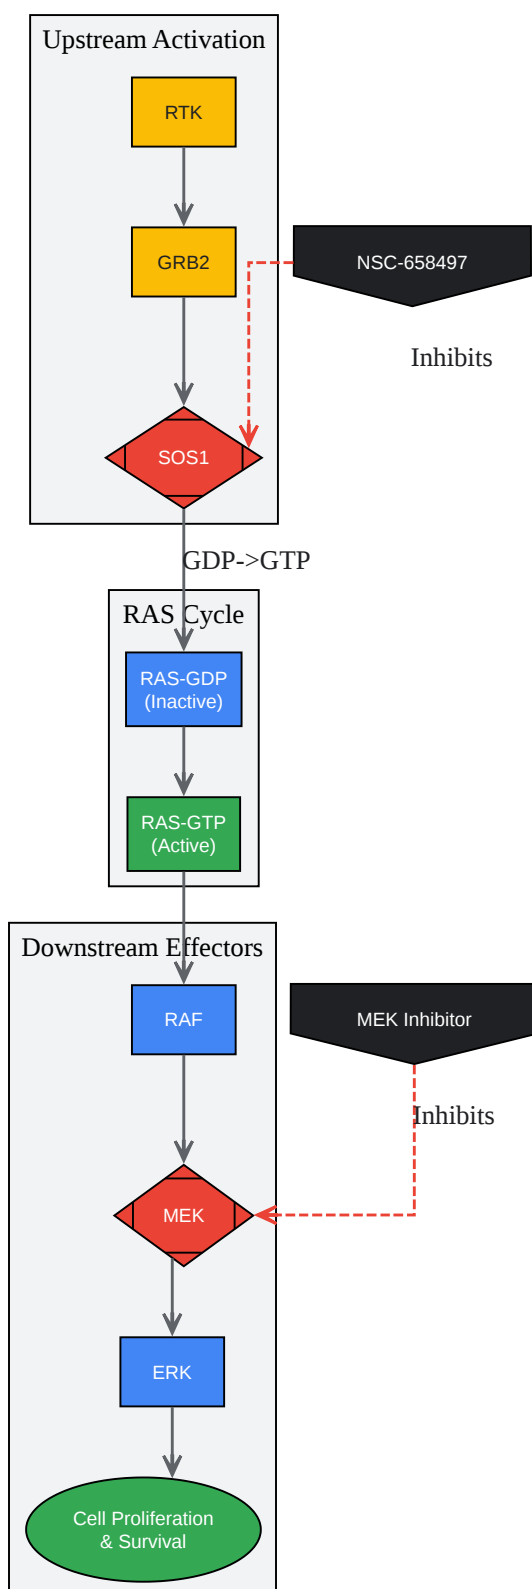 Upstream Activation
RTK
GRB2
NSC-658497
Inhibits
SOS1
GDP->GTP
RAS Cycle
RAS-GDP
(Inactive)
RAS-GTP
(Active)
Downstream Effectors
RAF
MEK Inhibitor
Inhibits
MEK
ERK
Cell Proliferation
& Survival